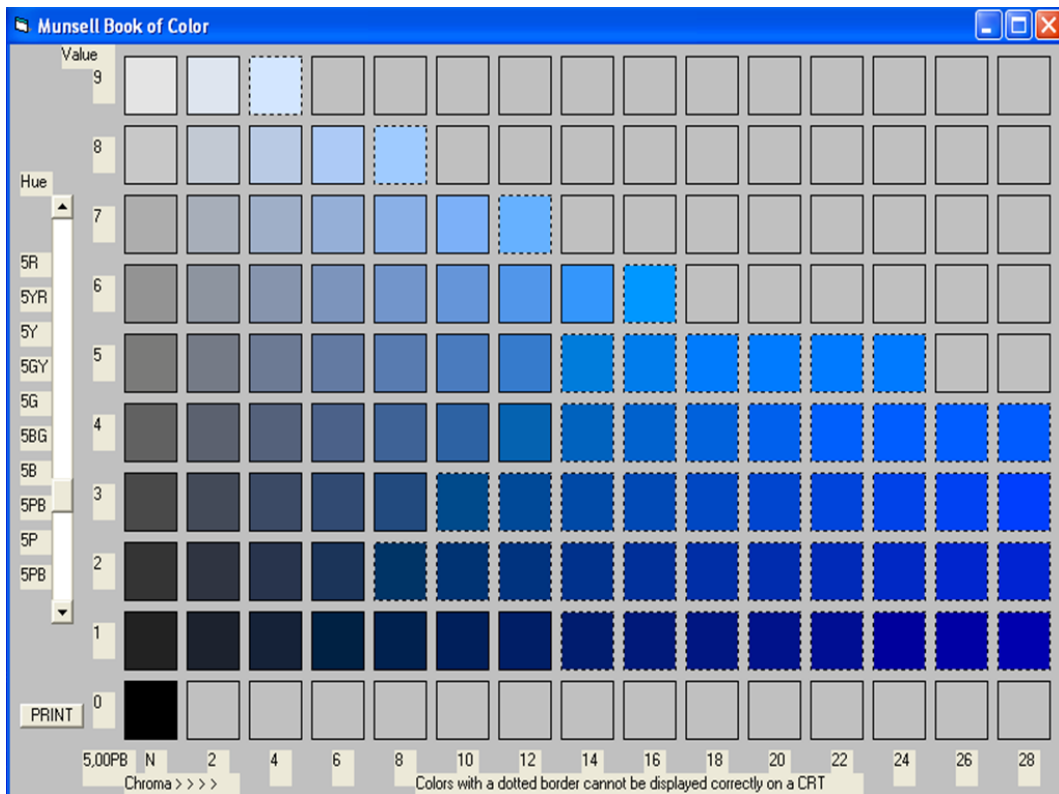 Munsell Book of Color
Value
9
8
Hue
7
5R
6
5YR
5Y
5
5GY
5G
4
5BG
5B
3
5PB
5P
2
5PB
1
0
PRINT
5,00PB N 2 4 6 8 10 12 14 16 18 20 22 24 26 28
Chroma > > > > Colors with a dotted border cannot be displayed correctly on a CRT